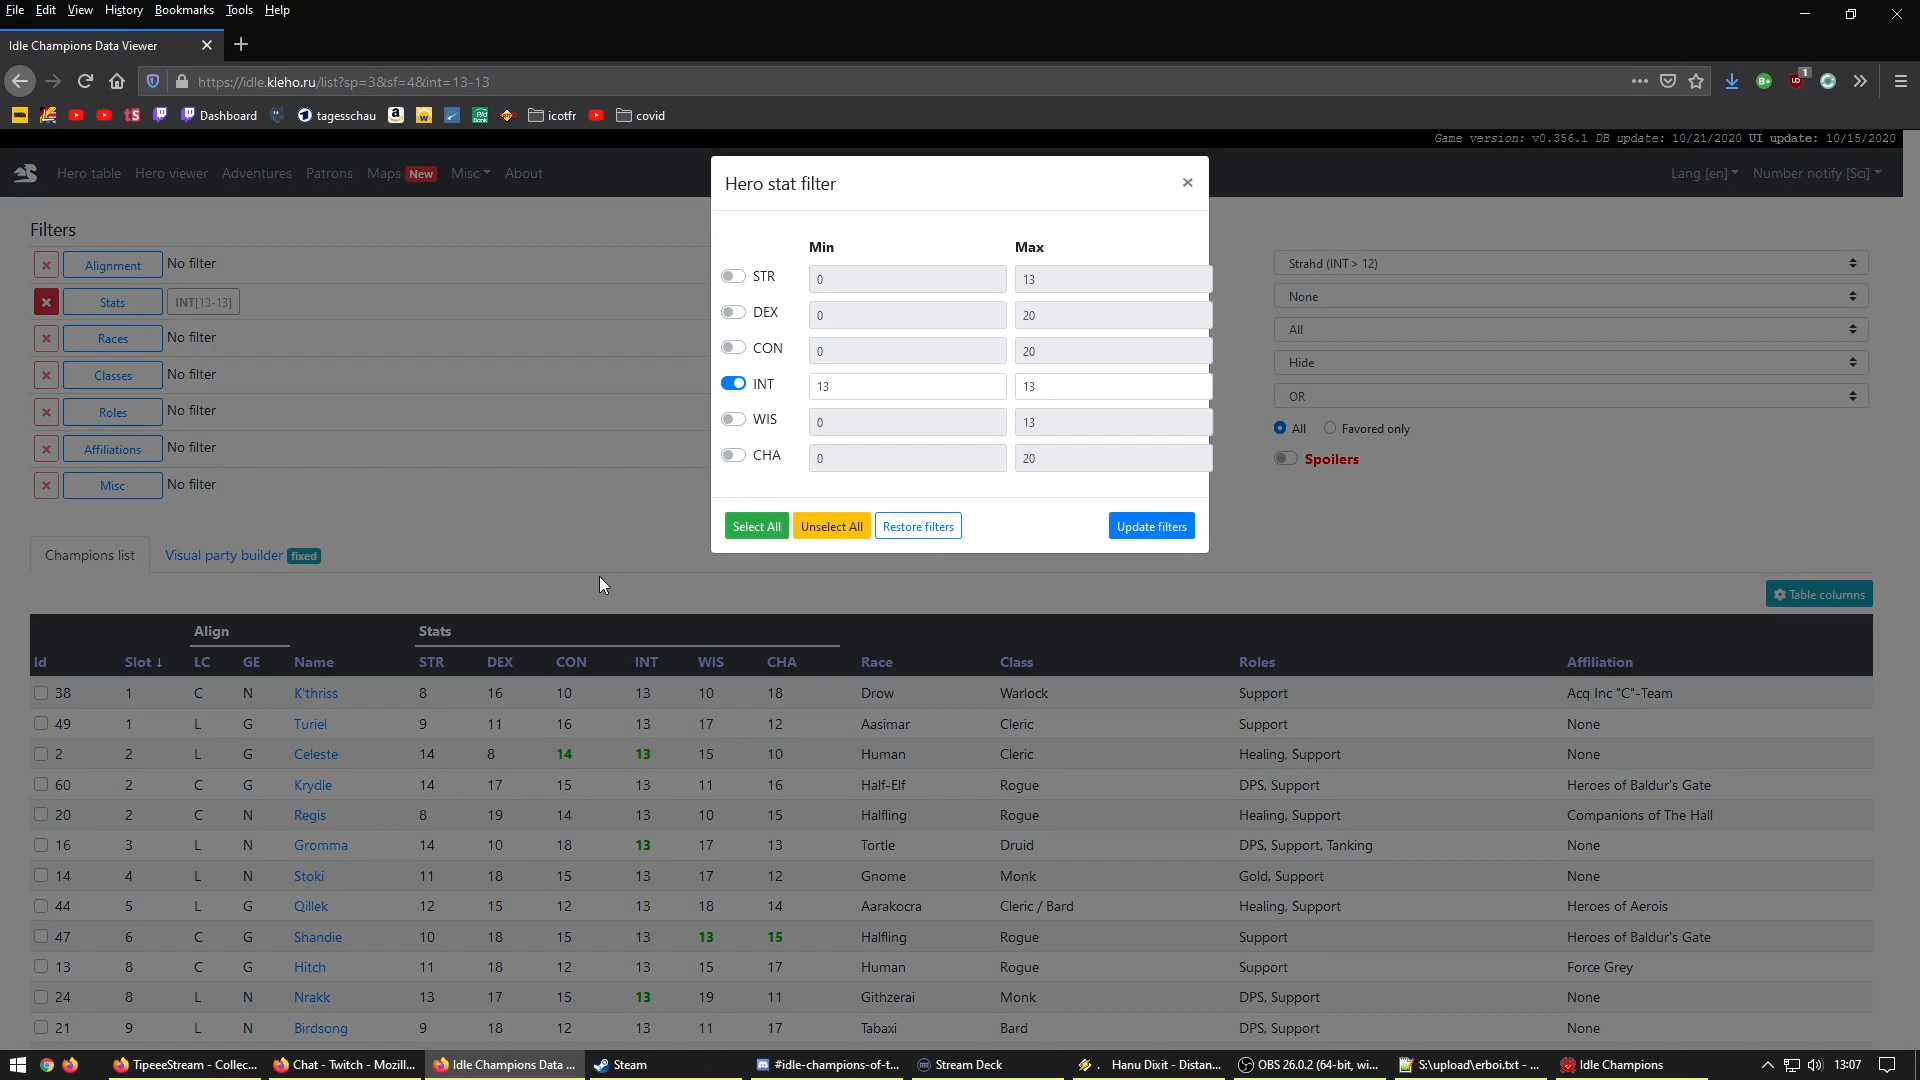 File Edit View History Bookmarks Tools Help
Idle Champions Data Viewer
https://idle.kleho.ru/list?sp=3&sf=4&int=13-13
Dashboard tagesschau icotfr covid
Game version: v0.356.1 DB update: 10/21/2020 UI update: 10/15/2020
Hero table Hero viewer Adventures Patrons Maps New Misc About Lang [en] Number notify [Sci]
Hero stat filter
Filters
Alignment No filter
Stats INT[13-13]
Races No filter
Classes No filter
Roles No filter
Affiliations No filter
Misc No filter
Min Max
STR 0 13
DEX 0 20
CON 0 20
INT 13 13
WIS 0 13
CHA 0 20
Select All Unselect All Restore filters Update filters
Strahd (INT > 12)
None
All
Hide
OR
All Favored only
Spoilers
Champions list Visual party builder fixed
Table columns
Align Stats
Id Slot ↓ LC GE Name STR DEX CON INT WIS CHA Race Class Roles Affiliation
38 1 C N K'thriss 8 16 10 13 10 18 Drow Warlock Support Acq Inc "C"-Team
49 1 L G Turiel 9 11 16 13 17 12 Aasimar Cleric Support None
2 2 L G Celeste 14 8 14 13 15 10 Human Cleric Healing, Support None
60 2 C G Krydle 14 17 15 13 11 16 Half-Elf Rogue DPS, Support Heroes of Baldur's Gate
20 2 C N Regis 8 19 14 13 10 15 Halfling Rogue Healing, Support Companions of The Hall
16 3 L N Gromma 14 10 18 13 17 13 Tortle Druid DPS, Support, Tanking None
14 4 L N Stoki 11 18 15 13 17 12 Gnome Monk Gold, Support None
44 5 L G Qillek 12 15 12 13 18 14 Aarakocra Cleric / Bard Healing, Support Heroes of Aerois
47 6 C G Shandie 10 18 15 13 13 15 Halfling Rogue Support Heroes of Baldur's Gate
13 8 C G Hitch 11 18 12 13 15 17 Human Rogue Support Force Grey
24 8 L N Nrakk 13 17 15 13 19 11 Githzerai Monk DPS, Support None
21 9 L N Birdsong 9 18 12 13 11 17 Tabaxi Bard DPS, Support None
TipeeeStream - Collec... Chat - Twitch - Mozill... Idle Champions Data ... Steam #idle-champions-of-t... Stream Deck Hanu Dixit - Distan... OBS 26.0.2 (64-bit, wi... S:\upload\erboi.txt - ... Idle Champions 13:07